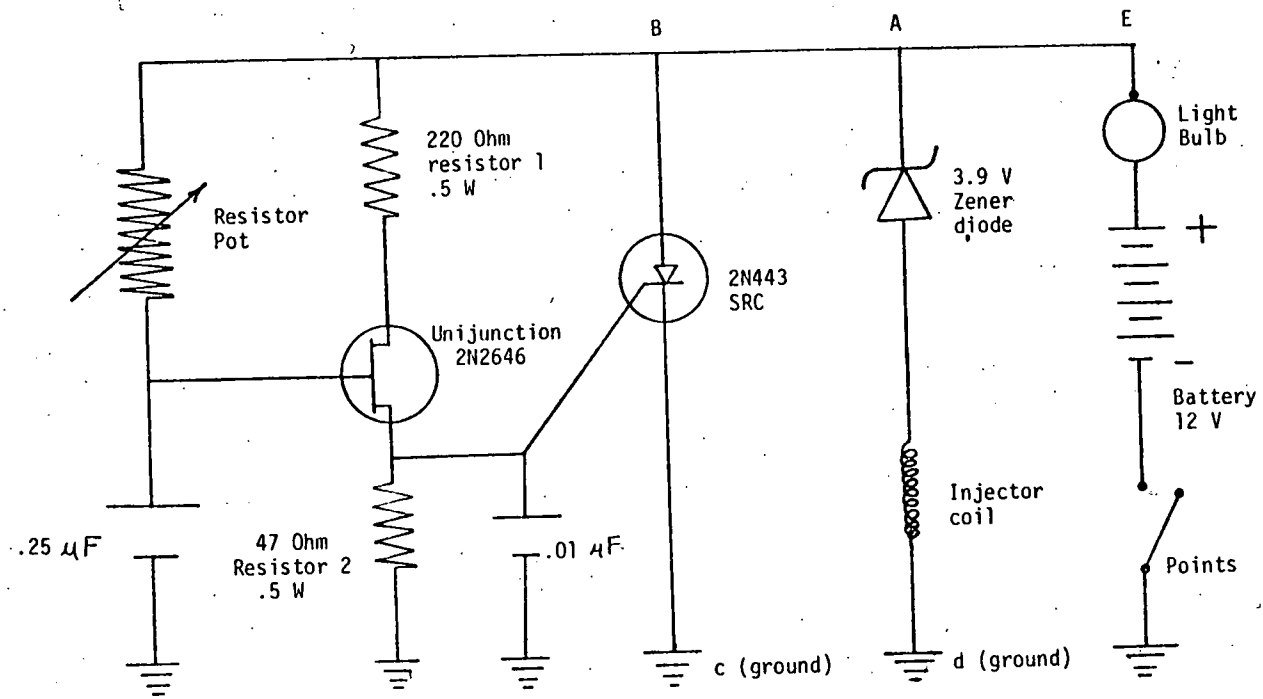 B
A
E
220 Ohm
resistor 1
.5 W
Light
Bulb
3.9 V
Zener
diode
Resistor
Pot
+
2N443
SRC
Unijunction
2N2646
-
Battery
12 V
Injector
coil
.25 µF
47 Ohm
Resistor 2
.5 W
.01 µF
Points
c (ground)
d (ground)